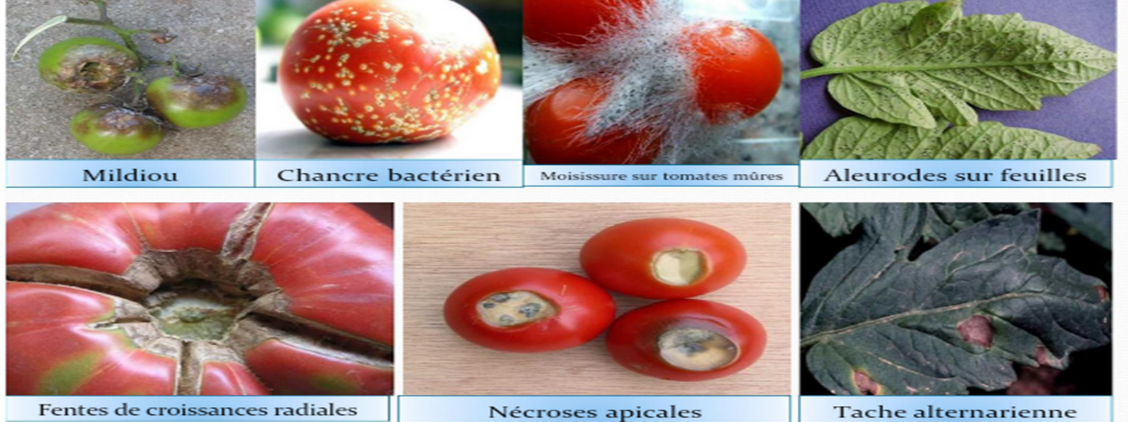 Mildiou
Chancre bactérien
Moisissure sur tomates mûres
Aleurodes sur feuilles
Fentes de croissances radiales
Nécroses apicales
Tache alternarienne